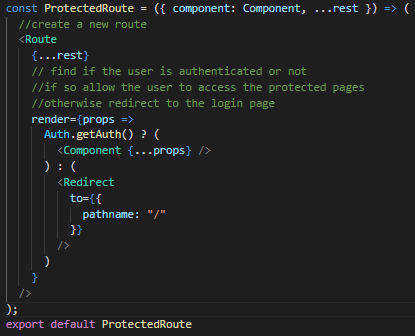 const ProtectedRoute = ({ component: Component, ...rest }) => (
  //create a new route
  <Route
    {...rest}
    // find if the user is authenticated or not
    //if so allow the user to access the protected pages
    //otherwise redirect to the login page
    render={props =>
      Auth.getAuth() ? (
        <Component {...props} />
      ) : (
        <Redirect
          to={{
            pathname: "/"
          }}
        />
      )
    }
  />
);
export default ProtectedRoute